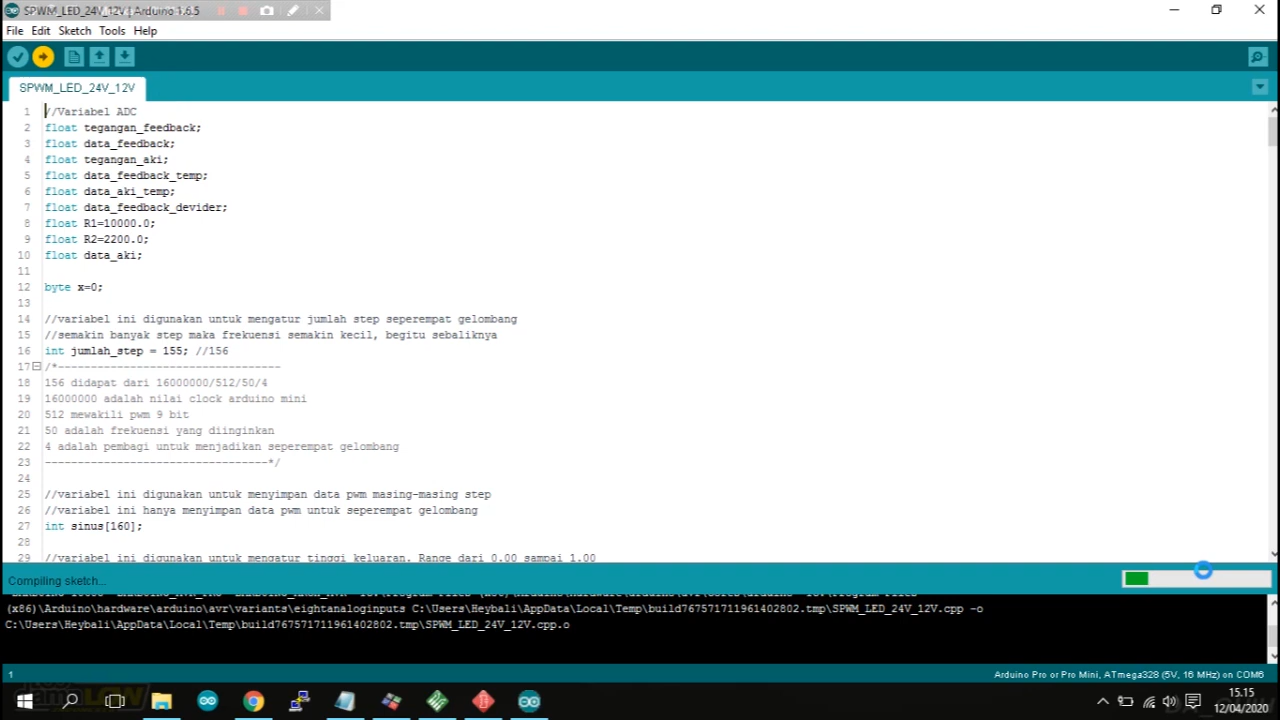 SPWM_LED_24V_12V | Arduino 1.6.5
File Edit Sketch Tools Help
SPWM_LED_24V_12V
1 //Variabel ADC
2 float tegangan_feedback;
3 float data_feedback;
4 float tegangan_aki;
5 float data_feedback_temp;
6 float data_aki_temp;
7 float data_feedback_devider;
8 float R1=10000.0;
9 float R2=2200.0;
10 float data_aki;
11
12 byte x=0;
13
14 //variabel ini digunakan untuk mengatur jumlah step seperempat gelombang
15 //semakin banyak step maka frekuensi semakin kecil, begitu sebaliknya
16 int jumlah_step = 155; //156
17 /*----------------------------------
18 156 didapat dari 16000000/512/50/4
19 16000000 adalah nilai clock arduino mini
20 512 mewakili pwm 9 bit
21 50 adalah frekuensi yang diinginkan
22 4 adalah pembagi untuk menjadikan seperempat gelombang
23 ----------------------------------*/
24
25 //variabel ini digunakan untuk menyimpan data pwm masing-masing step
26 //variabel ini hanya menyimpan data pwm untuk seperempat gelombang
27 int sinus[160];
28
29 //variabel ini digunakan untuk mengatur tinggi keluaran. Range dari 0.00 sampai 1.00
Compiling sketch...
(x86)\Arduino\hardware\arduino\avr\variants\eightanaloginputs C:\Users\Heybali\AppData\Local\Temp\build767571711961402802.tmp\SPWM_LED_24V_12V.cpp -o
C:\Users\Heybali\AppData\Local\Temp\build767571711961402802.tmp\SPWM_LED_24V_12V.cpp.o
1 Arduino Pro or Pro Mini, ATmega328 (5V, 16 MHz) on COM6
15.15
12/04/2020